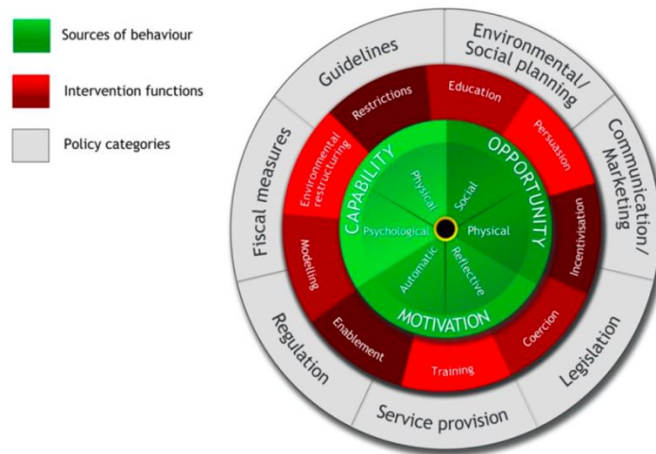 Sources of behaviour
Intervention functions
Policy categories
Guidelines
Environmental/
Social planning
Communication/
Marketing
Legislation
Service provision
Regulation
Fiscal measures
Restrictions
Education
Persuasion
Incentivisation
Coercion
Training
Enablement
Modelling
Environmental
restructuring
CAPABILITY
OPPORTUNITY
MOTIVATION
Physical
Social
Physical
Reflective
Automatic
Psychological